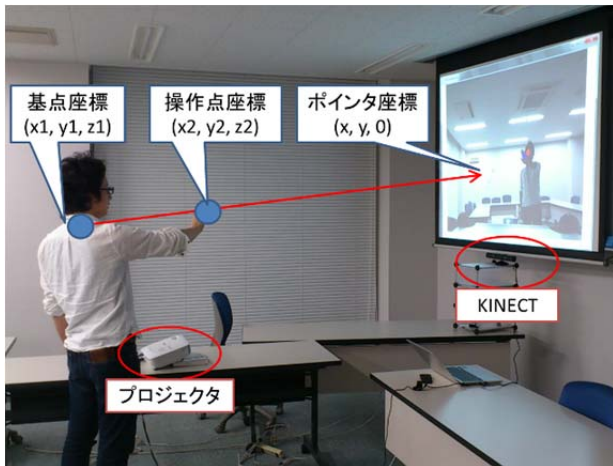 基点座標
(x1, y1, z1)
操作点座標
(x2, y2, z2)
ポインタ座標
(x, y, 0)
KINECT
プロジェクタ